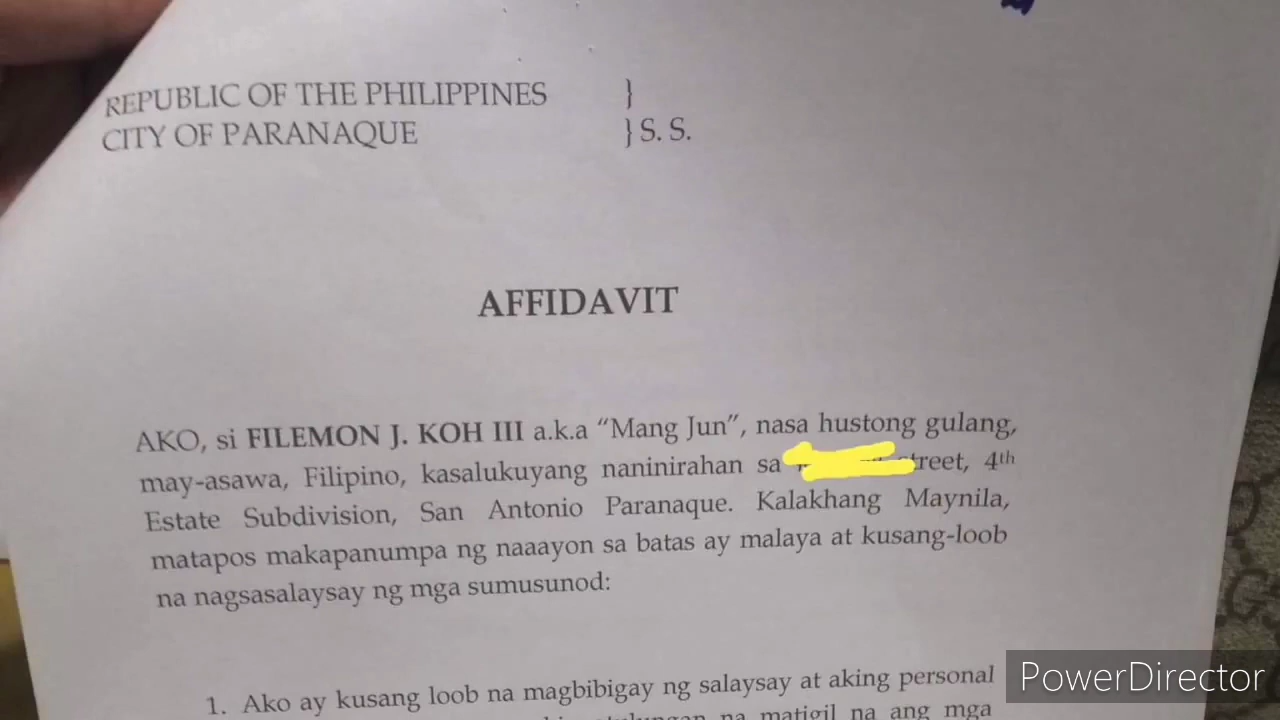 REPUBLIC OF THE PHILIPPINES }
CITY OF PARANAQUE } S. S.
AFFIDAVIT
AKO, si FILEMON J. KOH III a.k.a "Mang Jun", nasa hustong gulang,
may-asawa, Filipino, kasalukuyang naninirahan sa treet, 4th
Estate Subdivision, San Antonio Paranaque. Kalakhang Maynila,
matapos makapanumpa ng naaayon sa batas ay malaya at kusang-loob
na nagsasalaysay ng mga sumusunod:
1. Ako ay kusang loob na magbibigay ng salaysay at aking personal
na matigil na ang mga
PowerDirector